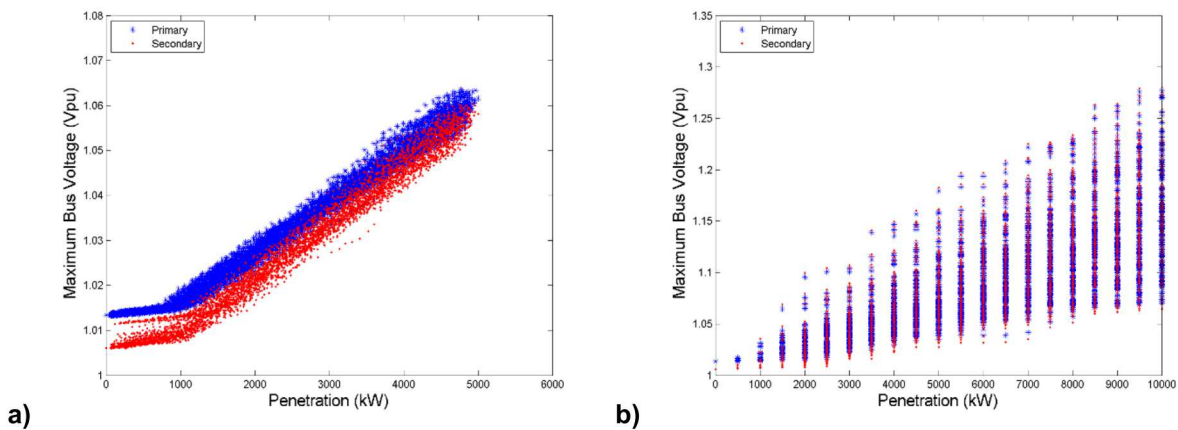 1.08
1.07
1.06
1.05
1.04
1.03
1.02
1.01
1
0 1000 2000 3000 4000 5000 6000
Maximum Bus Voltage (Vpu)
Penetration (kW)
Primary
Secondary
a)
1.35
1.3
1.25
1.2
1.15
1.1
1.05
1
0 1000 2000 3000 4000 5000 6000 7000 8000 9000 10000
Maximum Bus Voltage (Vpu)
Penetration (kW)
Primary
Secondary
b)